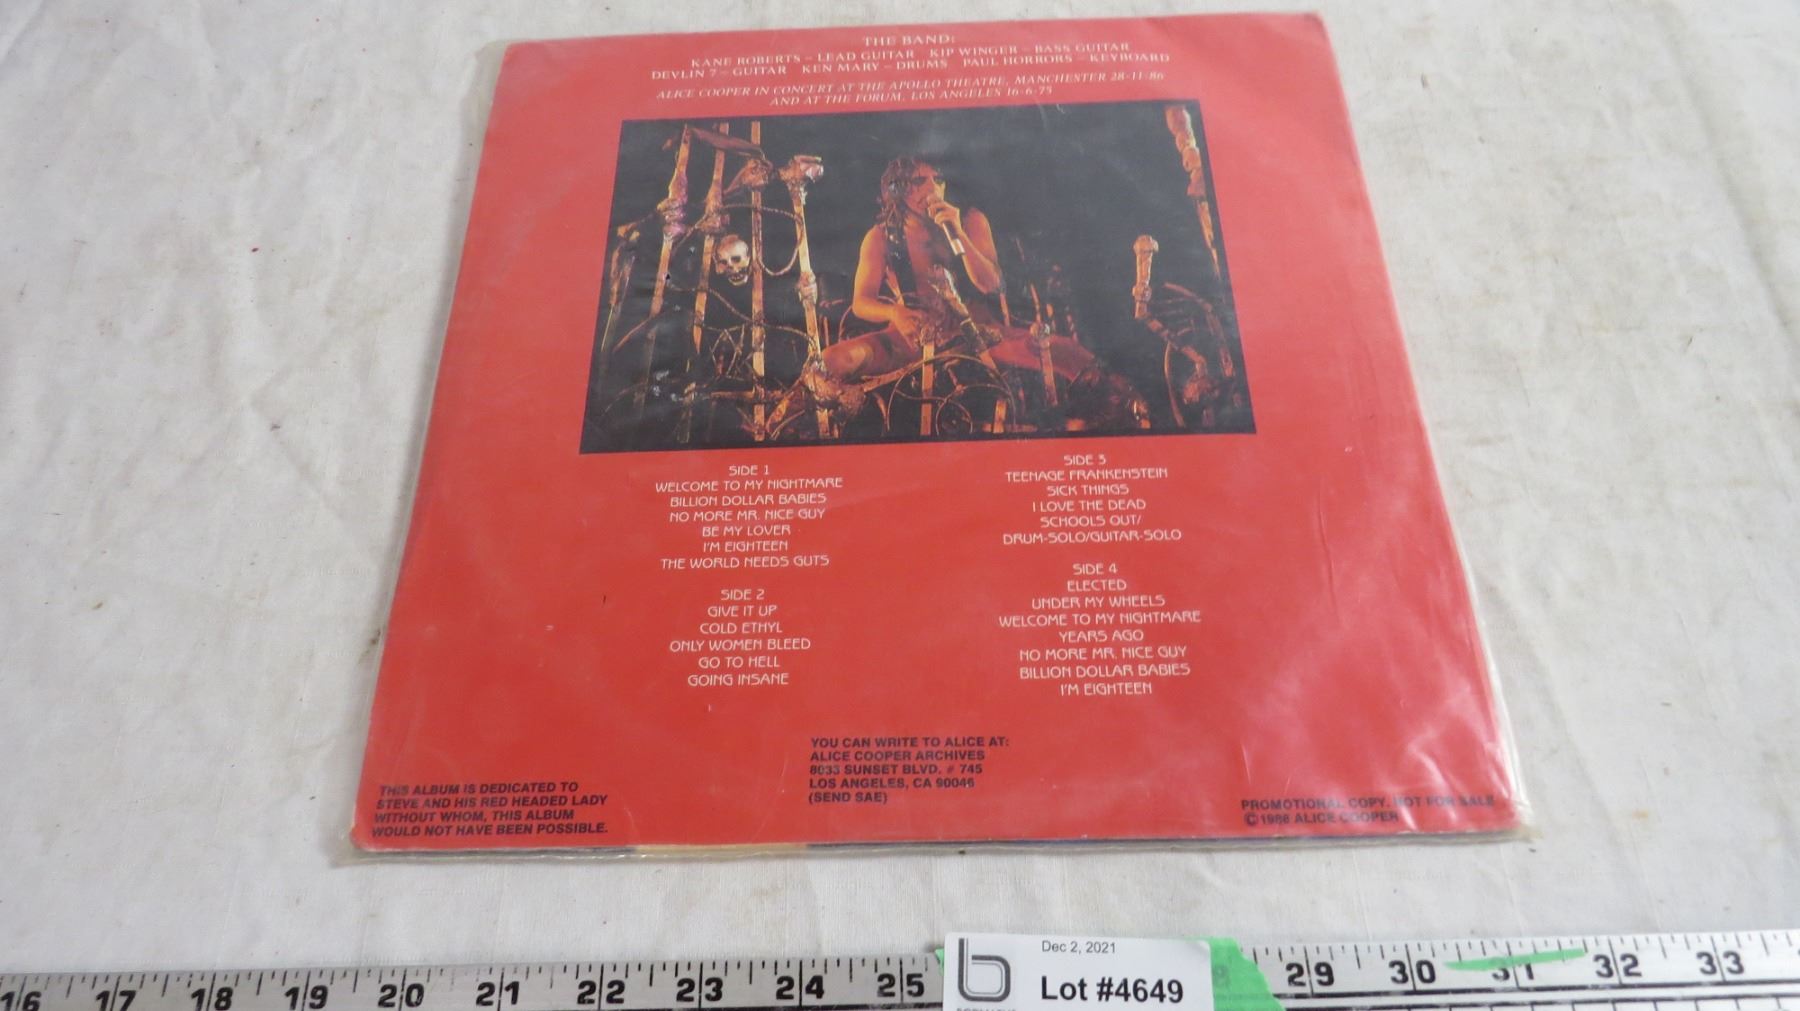 THE BAND:
KANE ROBERTS – LEAD GUITAR KIP WINGER – BASS GUITAR
DEVLIN 7 – GUITAR KEN MARY – DRUMS PAUL HORRORS – KEYBOARD
ALICE COOPER IN CONCERT AT THE APOLLO THEATRE, MANCHESTER 28-11-86
AND AT THE FORUM, LOS ANGELES 16-6-75
SIDE 1
WELCOME TO MY NIGHTMARE
BILLION DOLLAR BABIES
NO MORE MR. NICE GUY
BE MY LOVER
I'M EIGHTEEN
THE WORLD NEEDS GUTS
SIDE 2
GIVE IT UP
COLD ETHYL
ONLY WOMEN BLEED
GO TO HELL
GOING INSANE
SIDE 3
TEENAGE FRANKENSTEIN
SICK THINGS
I LOVE THE DEAD
SCHOOLS OUT/
DRUM-SOLO/GUITAR-SOLO
SIDE 4
ELECTED
UNDER MY WHEELS
WELCOME TO MY NIGHTMARE
YEARS AGO
NO MORE MR. NICE GUY
BILLION DOLLAR BABIES
I'M EIGHTEEN
YOU CAN WRITE TO ALICE AT:
ALICE COOPER ARCHIVES
8033 SUNSET BLVD. # 745
LOS ANGELES, CA 90046
(SEND SAE)
THIS ALBUM IS DEDICATED TO
STEVE AND HIS RED HEADED LADY
WITHOUT WHOM, THIS ALBUM
WOULD NOT HAVE BEEN POSSIBLE.
PROMOTIONAL COPY. NOT FOR SALE
©1986 ALICE COOPER
Dec 2, 2021
Lot #4649
16 17 18 19 20 21 22 23 24 25 29 30 31 32 33